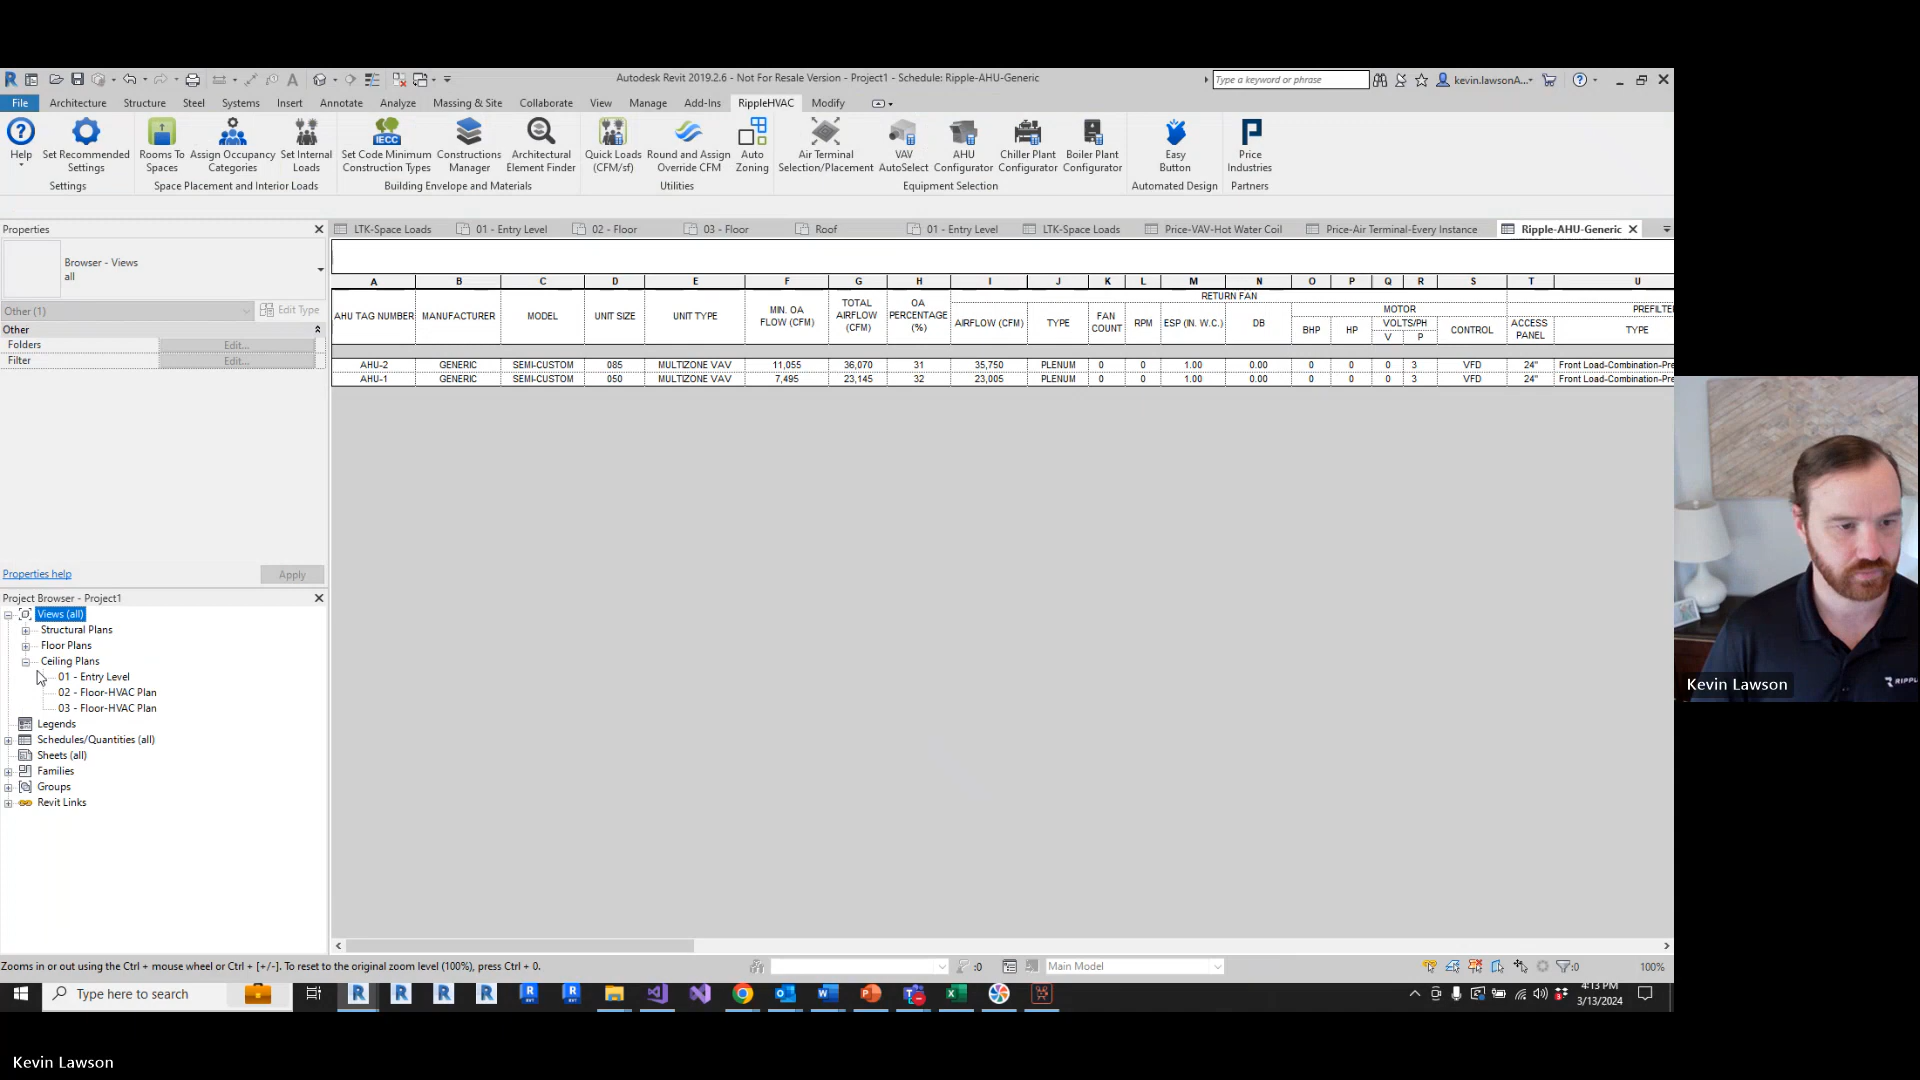 Autodesk Revit 2019.2.6 - Not For Resale Version - Project1 - Schedule: Ripple-AHU-Generic
Type a keyword or phrase
kevin.lawsonA...
File Architecture Structure Steel Systems Insert Annotate Analyze Massing & Site Collaborate View Manage Add-Ins RippleHVAC Modify
Help
Set Recommended Settings
Rooms To Spaces
Assign Occupancy Categories
Set Internal Loads
IECC
Set Code Minimum Construction Types
Constructions Manager
Architectural Element Finder
Quick Loads (CFM/sf)
Round and Assign Override CFM
Auto Zoning
Air Terminal Selection/Placement
VAV AutoSelect
AHU Configurator
Chiller Plant Configurator
Boiler Plant Configurator
Easy Button
Price Industries
Settings Space Placement and Interior Loads Building Envelope and Materials Utilities Equipment Selection Automated Design Partners
Properties
LTK-Space Loads 01 - Entry Level 02 - Floor 03 - Floor Roof 01 - Entry Level LTK-Space Loads Price-VAV-Hot Water Coil Price-Air Terminal-Every Instance Ripple-AHU-Generic
Browser - Views
all
Other (1) Edit Type
Other
Folders Edit...
Filter Edit...
Properties help Apply
A B C D E F G H I J K L M N O P Q R S T U
AHU TAG NUMBER
MANUFACTURER
MODEL
UNIT SIZE
UNIT TYPE
MIN. OA FLOW (CFM)
TOTAL AIRFLOW (CFM)
OA PERCENTAGE (%)
RETURN FAN
AIRFLOW (CFM)
TYPE
FAN COUNT
RPM
ESP (IN. W.C.)
DB
MOTOR
BHP
HP
VOLTS/PH
V P
CONTROL
ACCESS PANEL
PREFILTE
TYPE
AHU-2 GENERIC SEMI-CUSTOM 085 MULTIZONE VAV 11,055 36,070 31 35,750 PLENUM 0 0 1.00 0.00 0 0 0 3 VFD 24" Front Load-Combination-Pre
AHU-1 GENERIC SEMI-CUSTOM 050 MULTIZONE VAV 7,495 23,145 32 23,005 PLENUM 0 0 1.00 0.00 0 0 0 3 VFD 24" Front Load-Combination-Pre
Project Browser - Project1
Views (all)
Structural Plans
Floor Plans
Ceiling Plans
01 - Entry Level
02 - Floor-HVAC Plan
03 - Floor-HVAC Plan
Legends
Schedules/Quantities (all)
Sheets (all)
Families
Groups
Revit Links
Kevin Lawson
Zooms in or out using the Ctrl + mouse wheel or Ctrl + [+/-]. To reset to the original zoom level (100%), press Ctrl + 0.
:0 Main Model :0 100%
Type here to search
4:13 PM
3/13/2024
Kevin Lawson